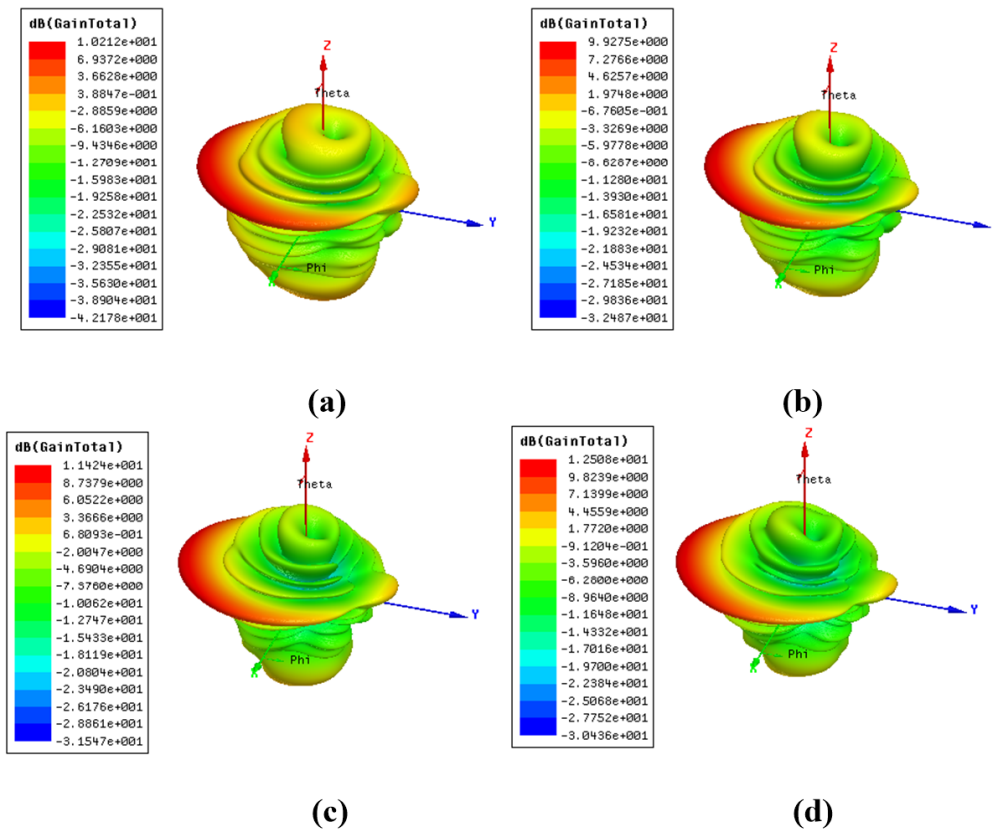 dB(GainTotal)
1.0212e+001
6.9372e+000
3.6628e+000
3.8847e-001
-2.8859e+000
-6.1603e+000
-9.4346e+000
-1.2709e+001
-1.5983e+001
-1.9258e+001
-2.2532e+001
-2.5807e+001
-2.9081e+001
-3.2355e+001
-3.5630e+001
-3.8904e+001
-4.2178e+001
Z
Theta
Y
Phi
X
(a)
dB(GainTotal)
9.9275e+000
7.2766e+000
4.6257e+000
1.9748e+000
-6.7605e-001
-3.3269e+000
-5.9778e+000
-8.6287e+000
-1.1280e+001
-1.3930e+001
-1.6581e+001
-1.9232e+001
-2.1883e+001
-2.4534e+001
-2.7185e+001
-2.9836e+001
-3.2487e+001
Z
Theta
Phi
X
(b)
dB(GainTotal)
1.1424e+001
8.7379e+000
6.0522e+000
3.3666e+000
6.8093e-001
-2.0047e+000
-4.6904e+000
-7.3760e+000
-1.0062e+001
-1.2747e+001
-1.5433e+001
-1.8119e+001
-2.0804e+001
-2.3490e+001
-2.6176e+001
-2.8861e+001
-3.1547e+001
Z
Theta
Y
Phi
X
(c)
dB(GainTotal)
1.2508e+001
9.8239e+000
7.1399e+000
4.4559e+000
1.7720e+000
-9.1204e-001
-3.5960e+000
-6.2800e+000
-8.9640e+000
-1.1648e+001
-1.4332e+001
-1.7016e+001
-1.9700e+001
-2.2384e+001
-2.5068e+001
-2.7752e+001
-3.0436e+001
Z
Theta
Y
Phi
X
(d)